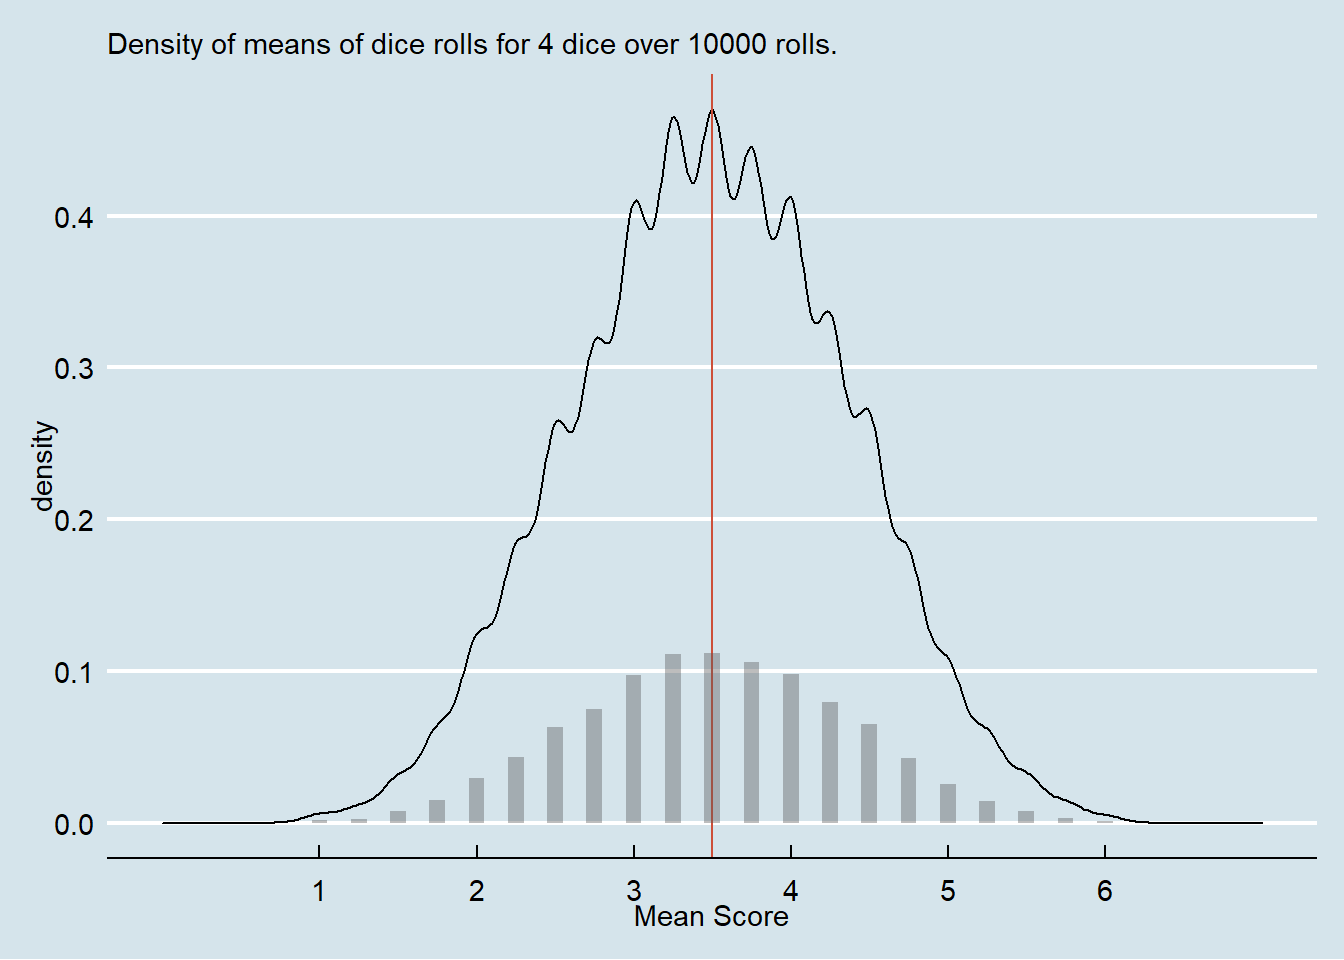 Density of means of dice rolls for 4 dice over 10000 rolls.
density
0.4
0.3
0.2
0.1
0.0
1 2 3 4 5 6
Mean Score